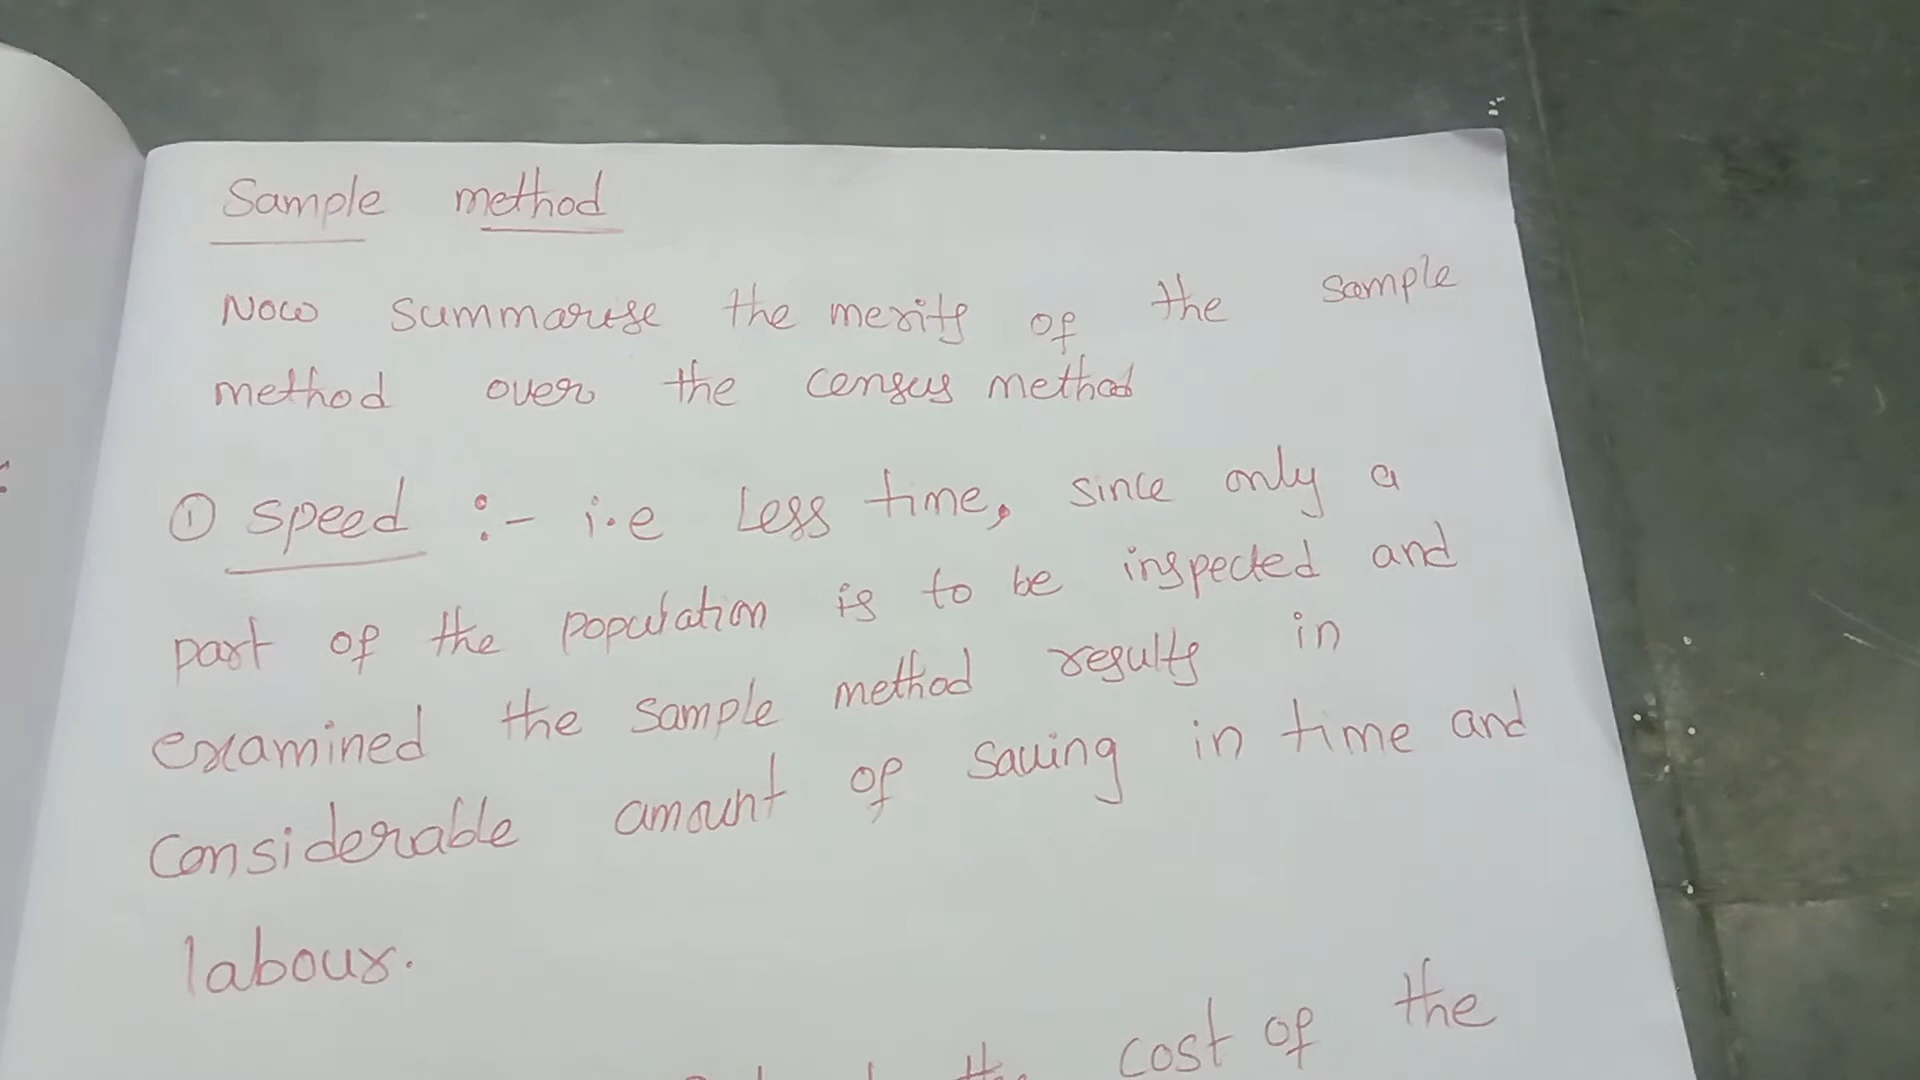 Sample method
Now summarise the merits of the sample
method over the census method
① speed :- i.e Less time, since only a
part of the population is to be inspected and
examined the sample method results in
considerable amount of saving in time and
labour.
cost of the